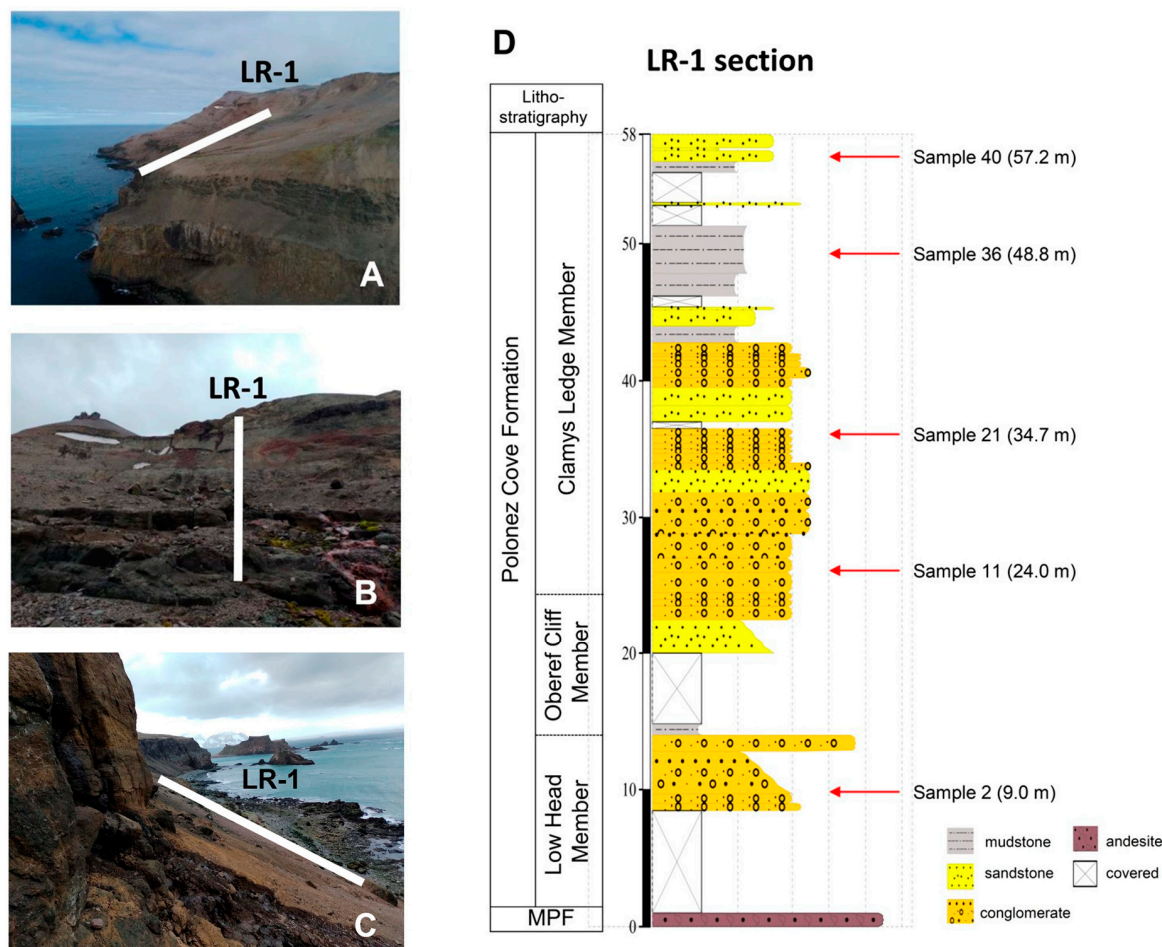 LR-1
A
LR-1
B
LR-1
C
D
LR-1 section
Litho-
stratigraphy
Polonez Cove Formation
Clamys Ledge Member
Oberef Cliff
Member
Low Head
Member
MPF
58
50
40
30
20
10
0
Sample 40 (57.2 m)
Sample 36 (48.8 m)
Sample 21 (34.7 m)
Sample 11 (24.0 m)
Sample 2 (9.0 m)
mudstone
andesite
sandstone
covered
conglomerate